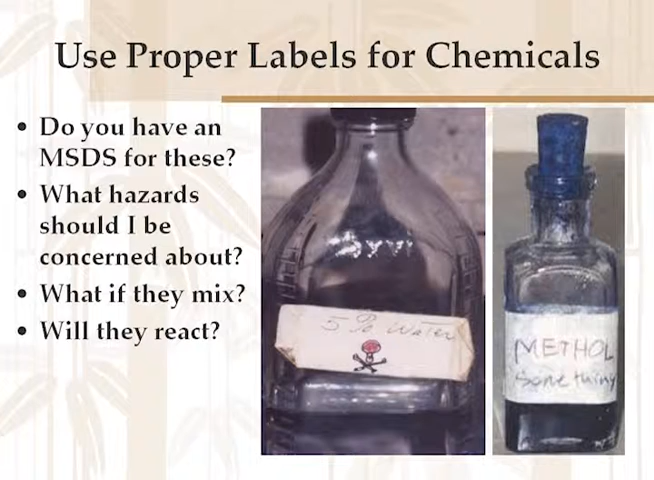 Use Proper Labels for Chemicals
• Do you have an
MSDS for these?
• What hazards
should I be
concerned about?
• What if they mix?
• Will they react?
5 % Water
METHOL
Something